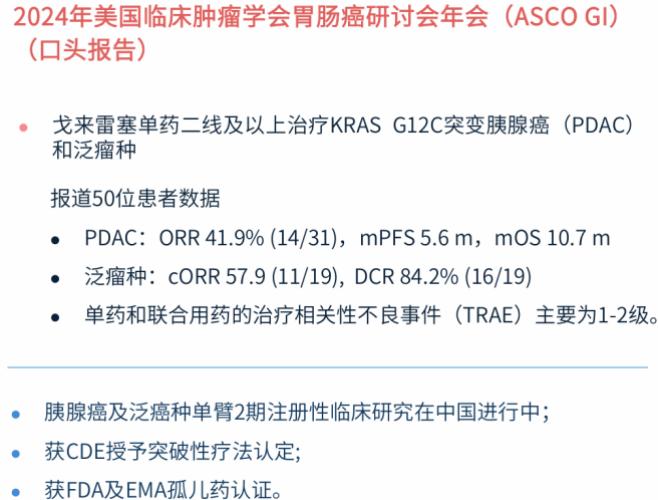 2024年美国临床肿瘤学会胃肠癌研讨会年会（ASCO GI）
（口头报告）
• 戈来雷塞单药二线及以上治疗KRAS G12C突变胰腺癌（PDAC）
和泛瘤种
报道50位患者数据
• PDAC：ORR 41.9% (14/31)，mPFS 5.6 m，mOS 10.7 m
• 泛瘤种：cORR 57.9 (11/19), DCR 84.2% (16/19)
• 单药和联合用药的治疗相关性不良事件（TRAE）主要为1-2级。
• 胰腺癌及泛癌种单臂2期注册性临床研究在中国进行中；
• 获CDE授予突破性疗法认定;
• 获FDA及EMA孤儿药认证。